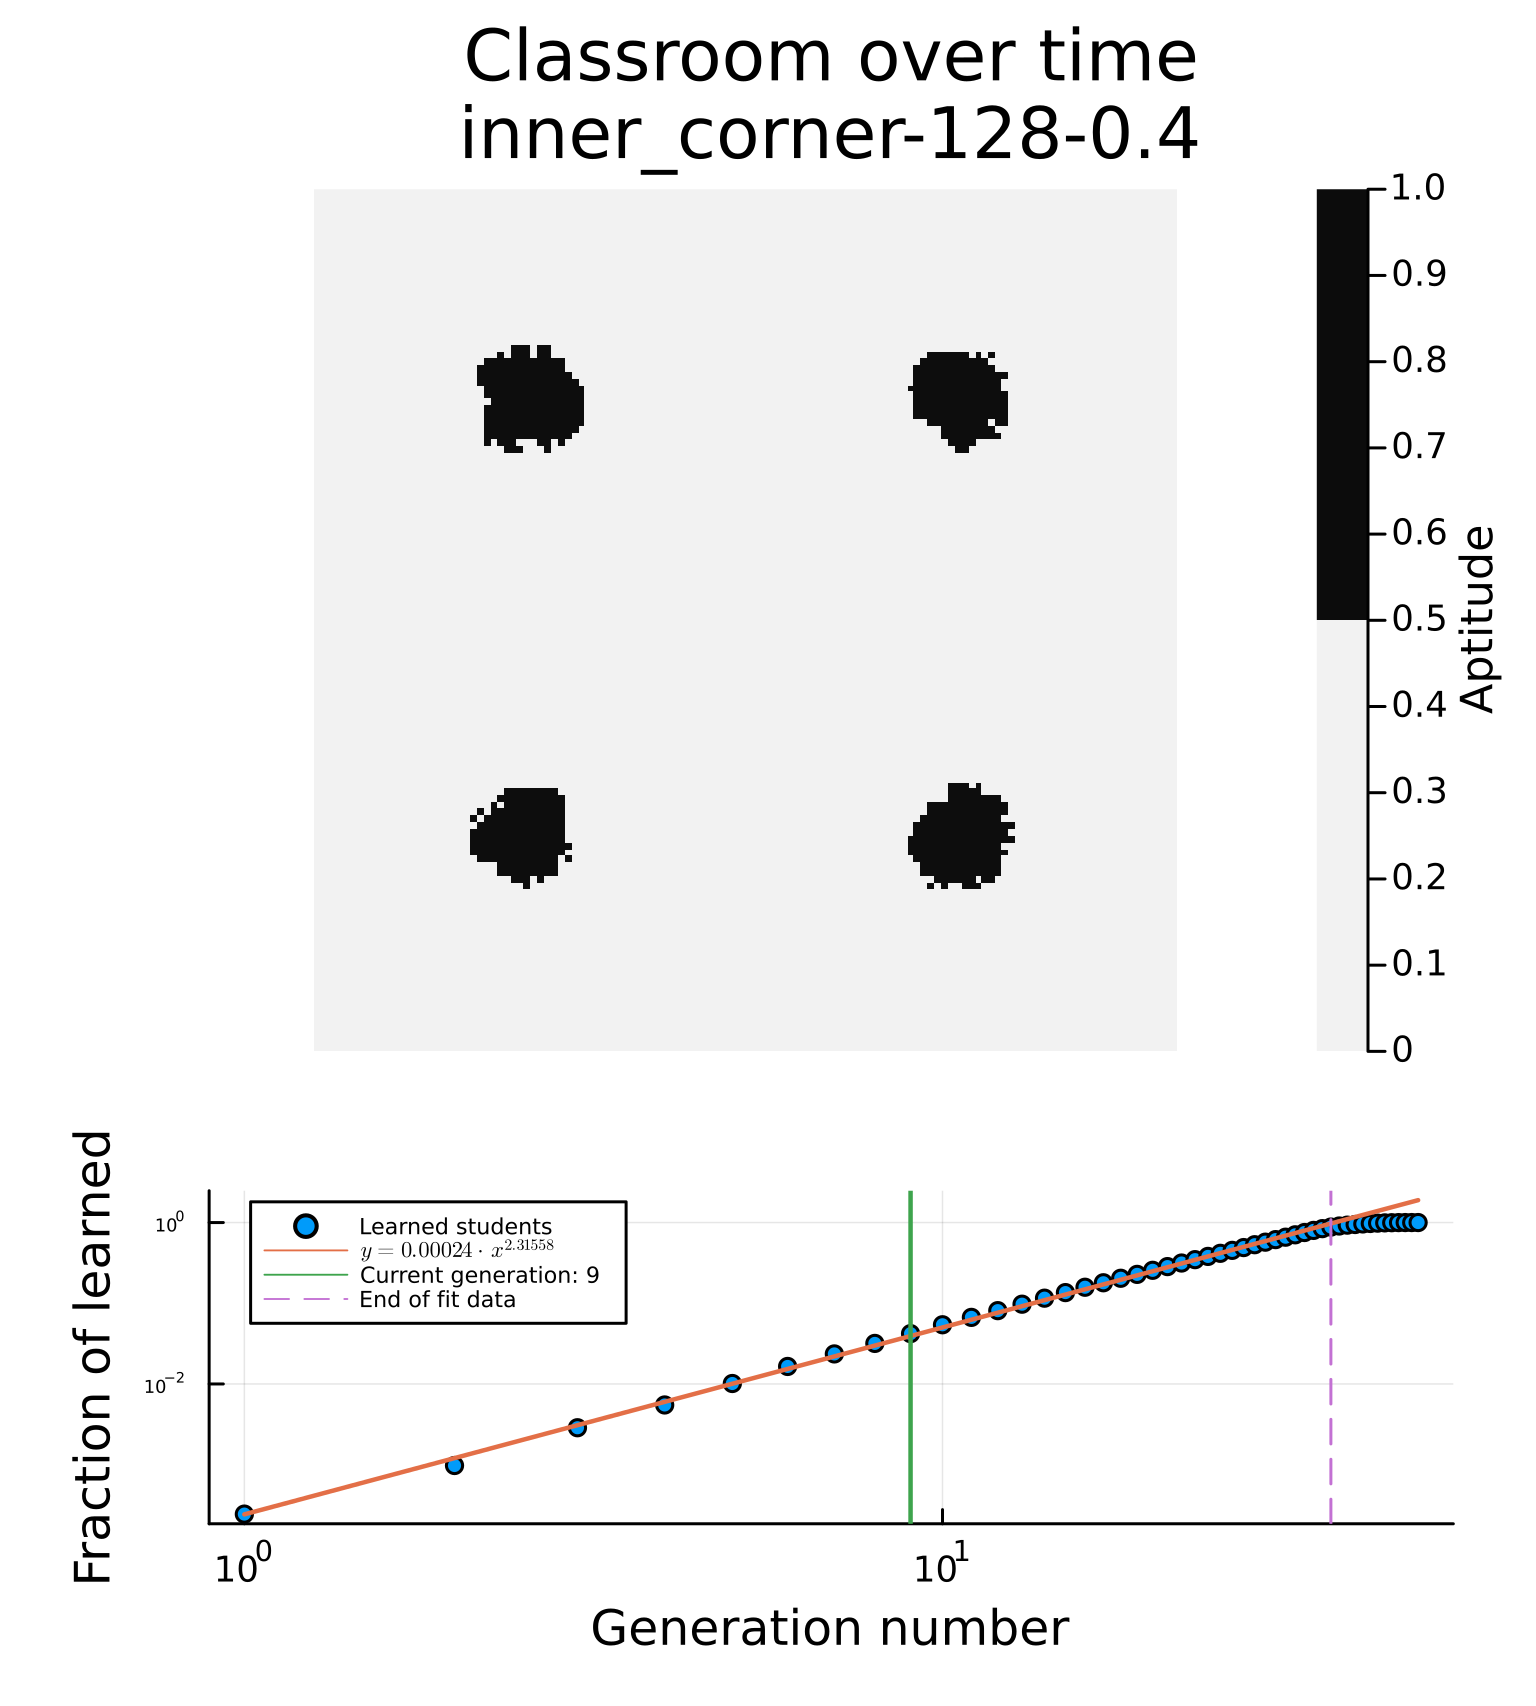 Classroom over time
inner_corner-128-0.4
1.0
0.9
0.8
0.7
0.6
0.5
0.4
0.3
0.2
0.1
0
Aptitude
Fraction of learned
10^0
10^-2
Learned students
y = 0.00024 · x^2.31558
Current generation: 9
End of fit data
10^0
10^1
Generation number